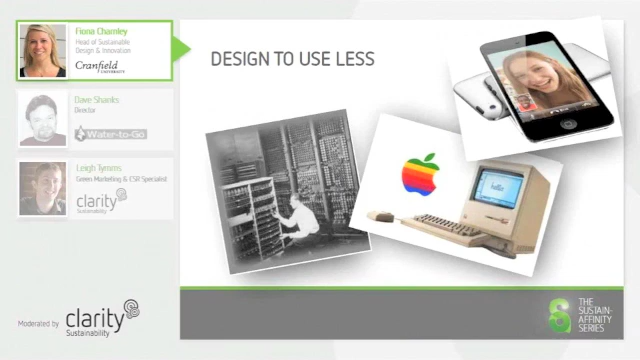 Fiona Charnley
Head of Sustainable
Design & Innovation
Cranfield
UNIVERSITY
Dave Shanks
Director
Water-to-Go
Leigh Tymms
Green Marketing & CSR Specialist
clarity
Sustainability
Moderated by
clarity
Sustainability
DESIGN TO USE LESS
hello
THE
SUSTAIN-
AFFINITY
SERIES